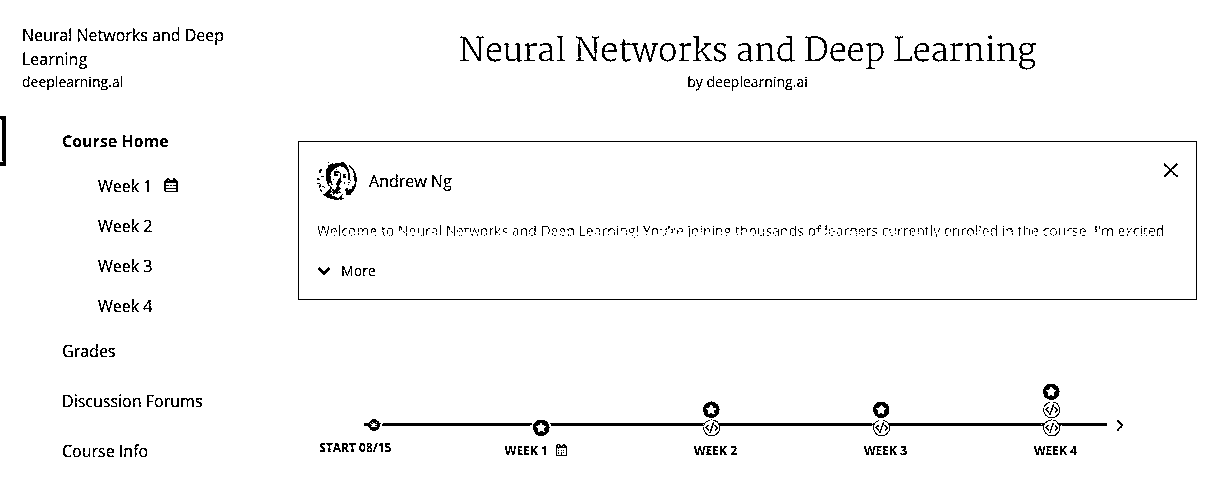 Neural Networks and Deep
Learning
deeplearning.ai
Neural Networks and Deep Learning
by deeplearning.ai
Course Home
Week 1
Week 2
Week 3
Week 4
Grades
Discussion Forums
Course Info
Andrew Ng
Welcome to Neural Networks and Deep Learning! You're joining thousands of learners currently enrolled in the course. I'm excited
More
START 08/15
WEEK 1
WEEK 2
WEEK 3
WEEK 4